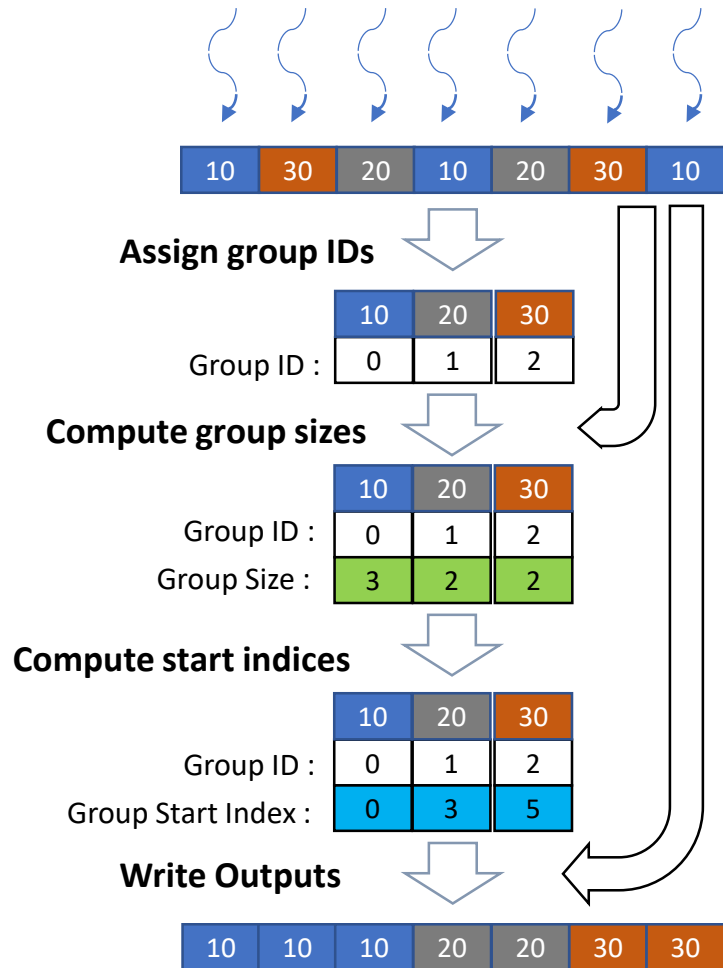 10 30 20 10 20 30 10
Assign group IDs
10 20 30
Group ID : 0 1 2
Compute group sizes
10 20 30
Group ID : 0 1 2
Group Size : 3 2 2
Compute start indices
10 20 30
Group ID : 0 1 2
Group Start Index : 0 3 5
Write Outputs
10 10 10 20 20 30 30